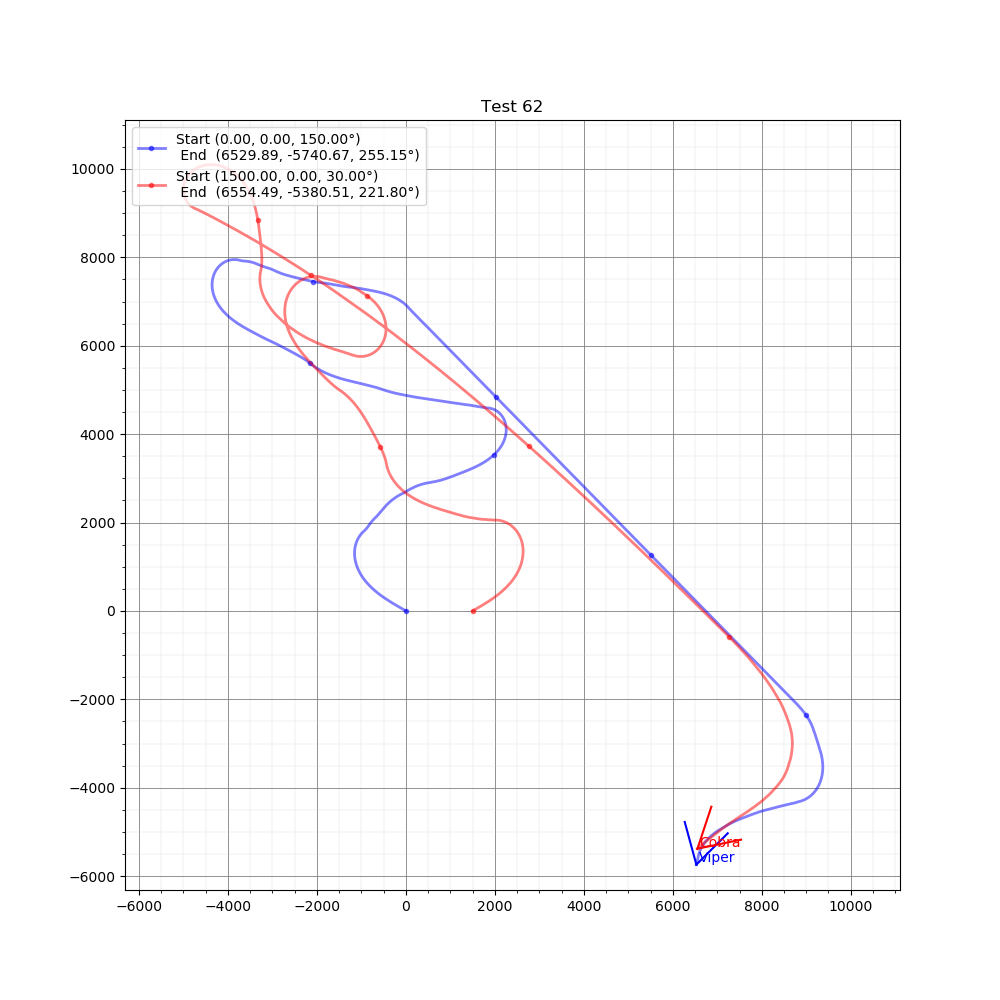 Test 62
Start (0.00, 0.00, 150.00°)
End (6529.89, -5740.67, 255.15°)
Start (1500.00, 0.00, 30.00°)
End (6554.49, -5380.51, 221.80°)
10000
8000
6000
4000
2000
0
−2000
−4000
−6000
Cobra
Viper
−6000 −4000 −2000 0 2000 4000 6000 8000 10000